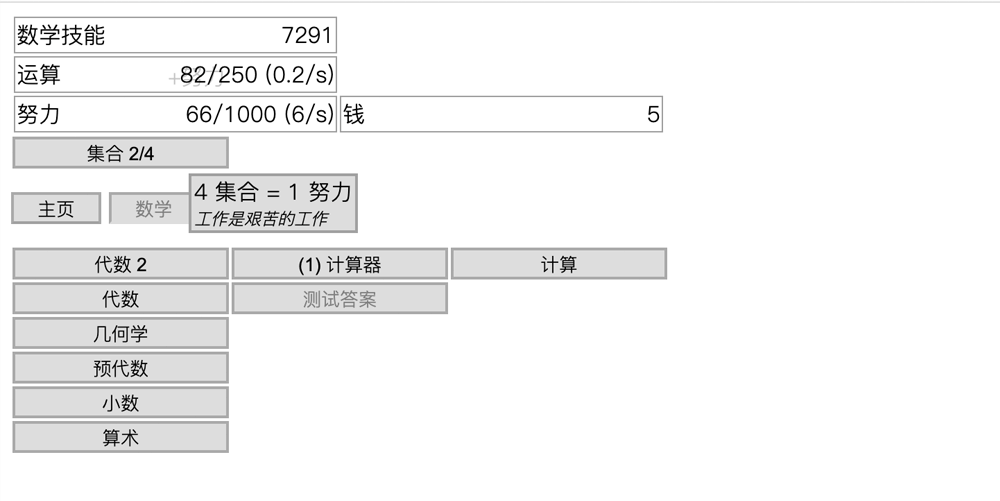 数学技能 7291
运算 82/250 (0.2/s)
努力 66/1000 (6/s) 钱 5
集合 2/4
主页 数学
4 集合 = 1 努力
工作是艰苦的工作
代数 2 (1) 计算器 计算
代数 测试答案
几何学
预代数
小数
算术